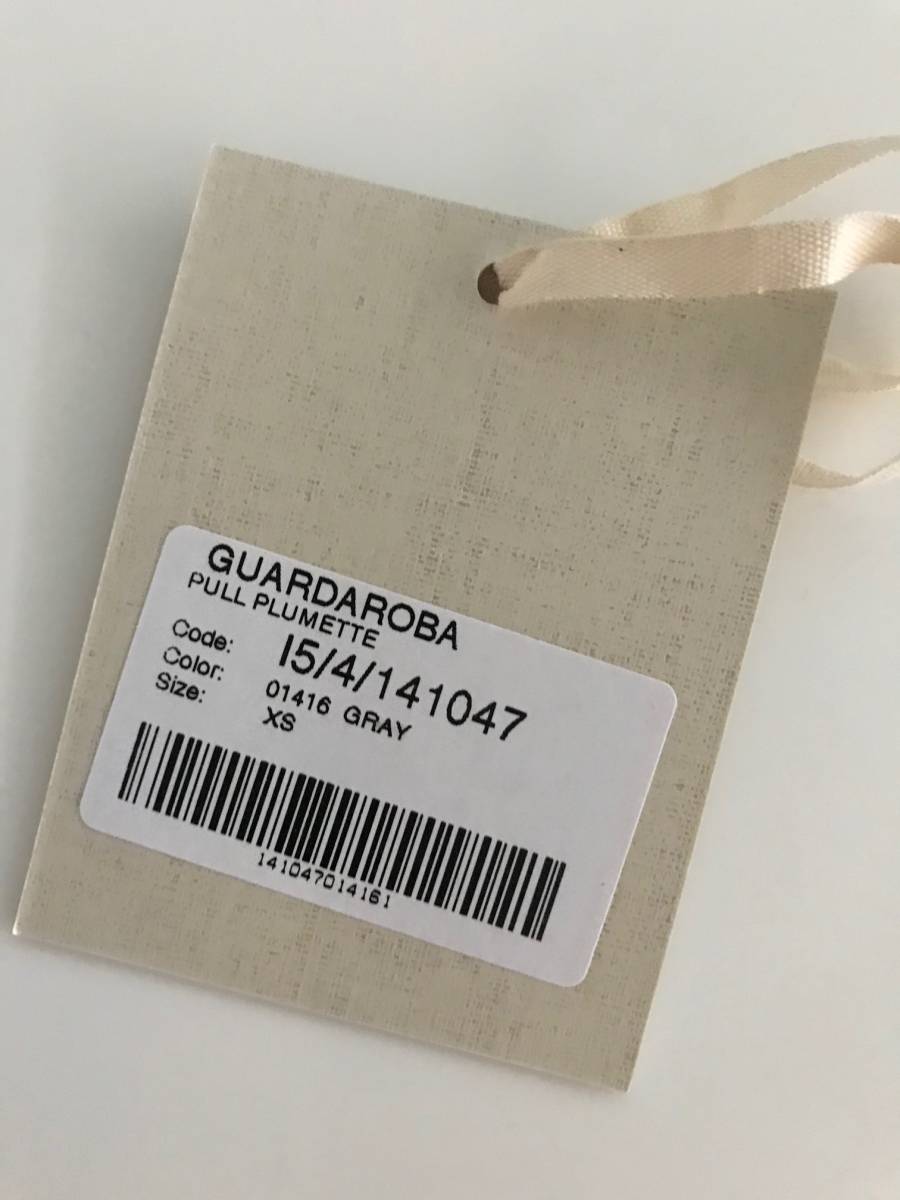 GUARDAROBA
PULL PLUMETTE
Code: I5/4/141047
Color: 01416 GRAY
Size: XS
141047014161